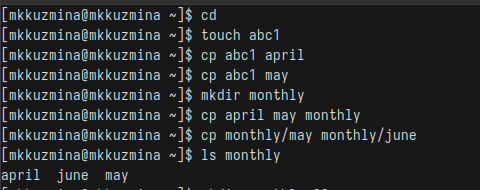 [mkkuzmina@mkkuzmina ~]$ cd
[mkkuzmina@mkkuzmina ~]$ touch abc1
[mkkuzmina@mkkuzmina ~]$ cp abc1 april
[mkkuzmina@mkkuzmina ~]$ cp abc1 may
[mkkuzmina@mkkuzmina ~]$ mkdir monthly
[mkkuzmina@mkkuzmina ~]$ cp april may monthly
[mkkuzmina@mkkuzmina ~]$ cp monthly/may monthly/june
[mkkuzmina@mkkuzmina ~]$ ls monthly
april  june  may